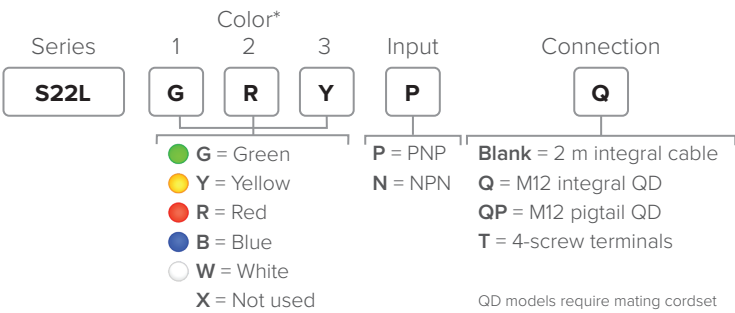 Color*
Series 1 2 3 Input Connection
S22L G R Y P Q
G = Green P = PNP Blank = 2 m integral cable
Y = Yellow N = NPN Q = M12 integral QD
R = Red QP = M12 pigtail QD
B = Blue T = 4-screw terminals
W = White
X = Not used QD models require mating cordset